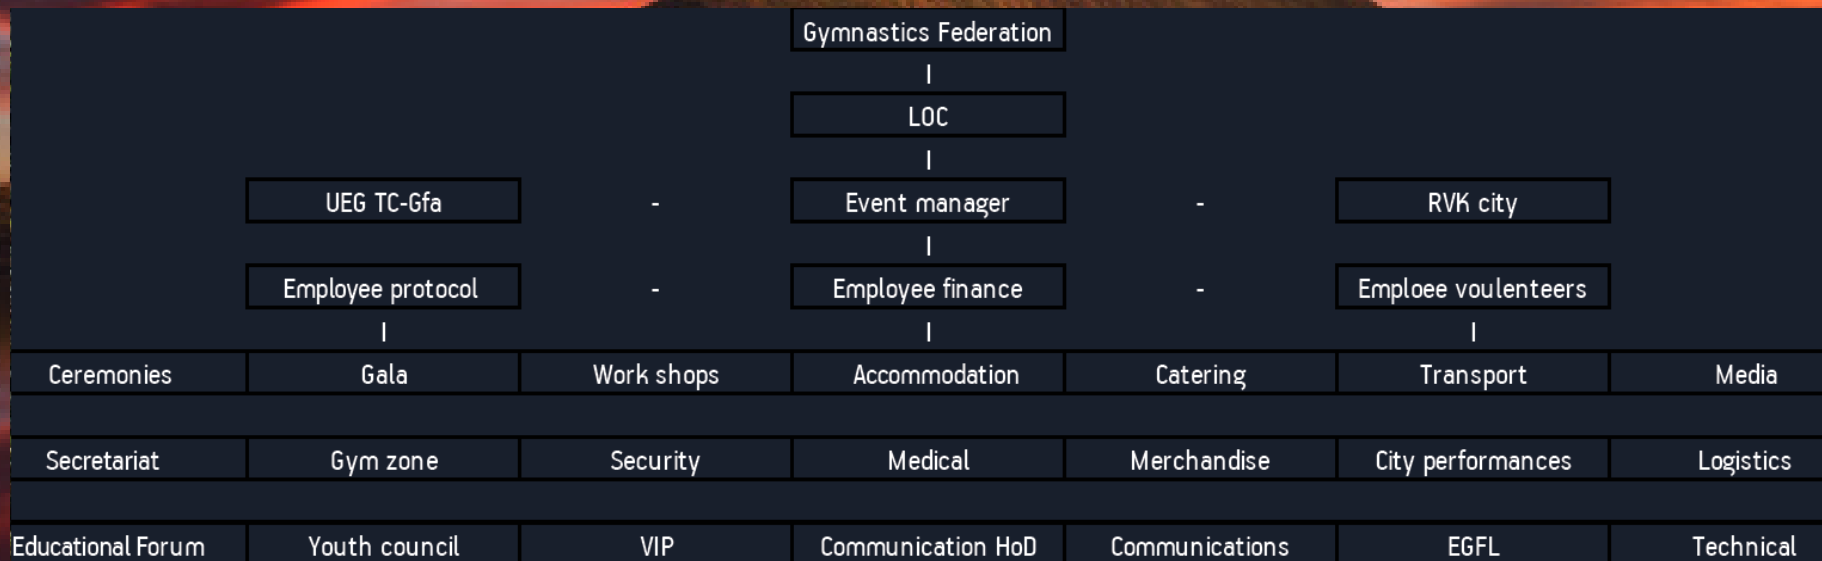 Gymnastics Federation
|
LOC
|
UEG TC-Gfa - Event manager - RVK city
|
Employee protocol - Employee finance - Emploee voulenteers
| | |
Ceremonies Gala Work shops Accommodation Catering Transport Media
Secretariat Gym zone Security Medical Merchandise City performances Logistics
Educational Forum Youth council VIP Communication HoD Communications EGFL Technical